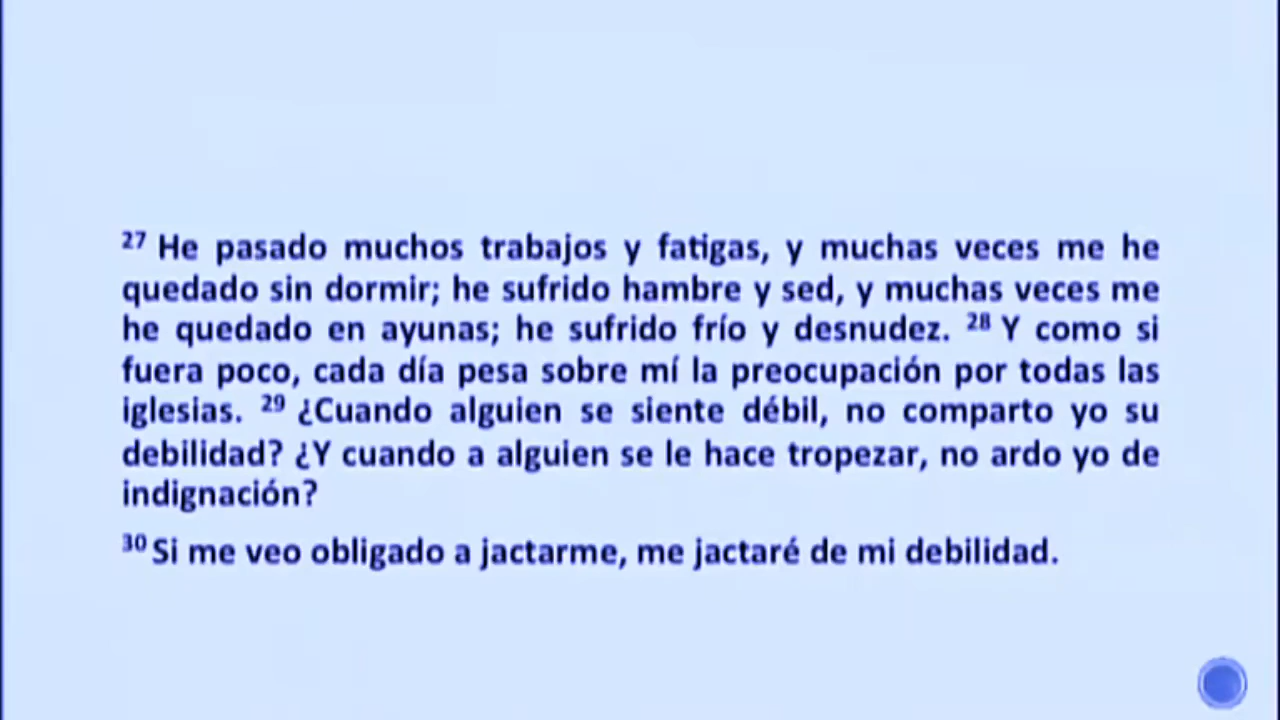 27 He pasado muchos trabajos y fatigas, y muchas veces me he
quedado sin dormir; he sufrido hambre y sed, y muchas veces me
he quedado en ayunas; he sufrido frío y desnudez. 28 Y como si
fuera poco, cada día pesa sobre mí la preocupación por todas las
iglesias. 29 ¿Cuando alguien se siente débil, no comparto yo su
debilidad? ¿Y cuando a alguien se le hace tropezar, no ardo yo de
indignación?
30 Si me veo obligado a jactarme, me jactaré de mi debilidad.